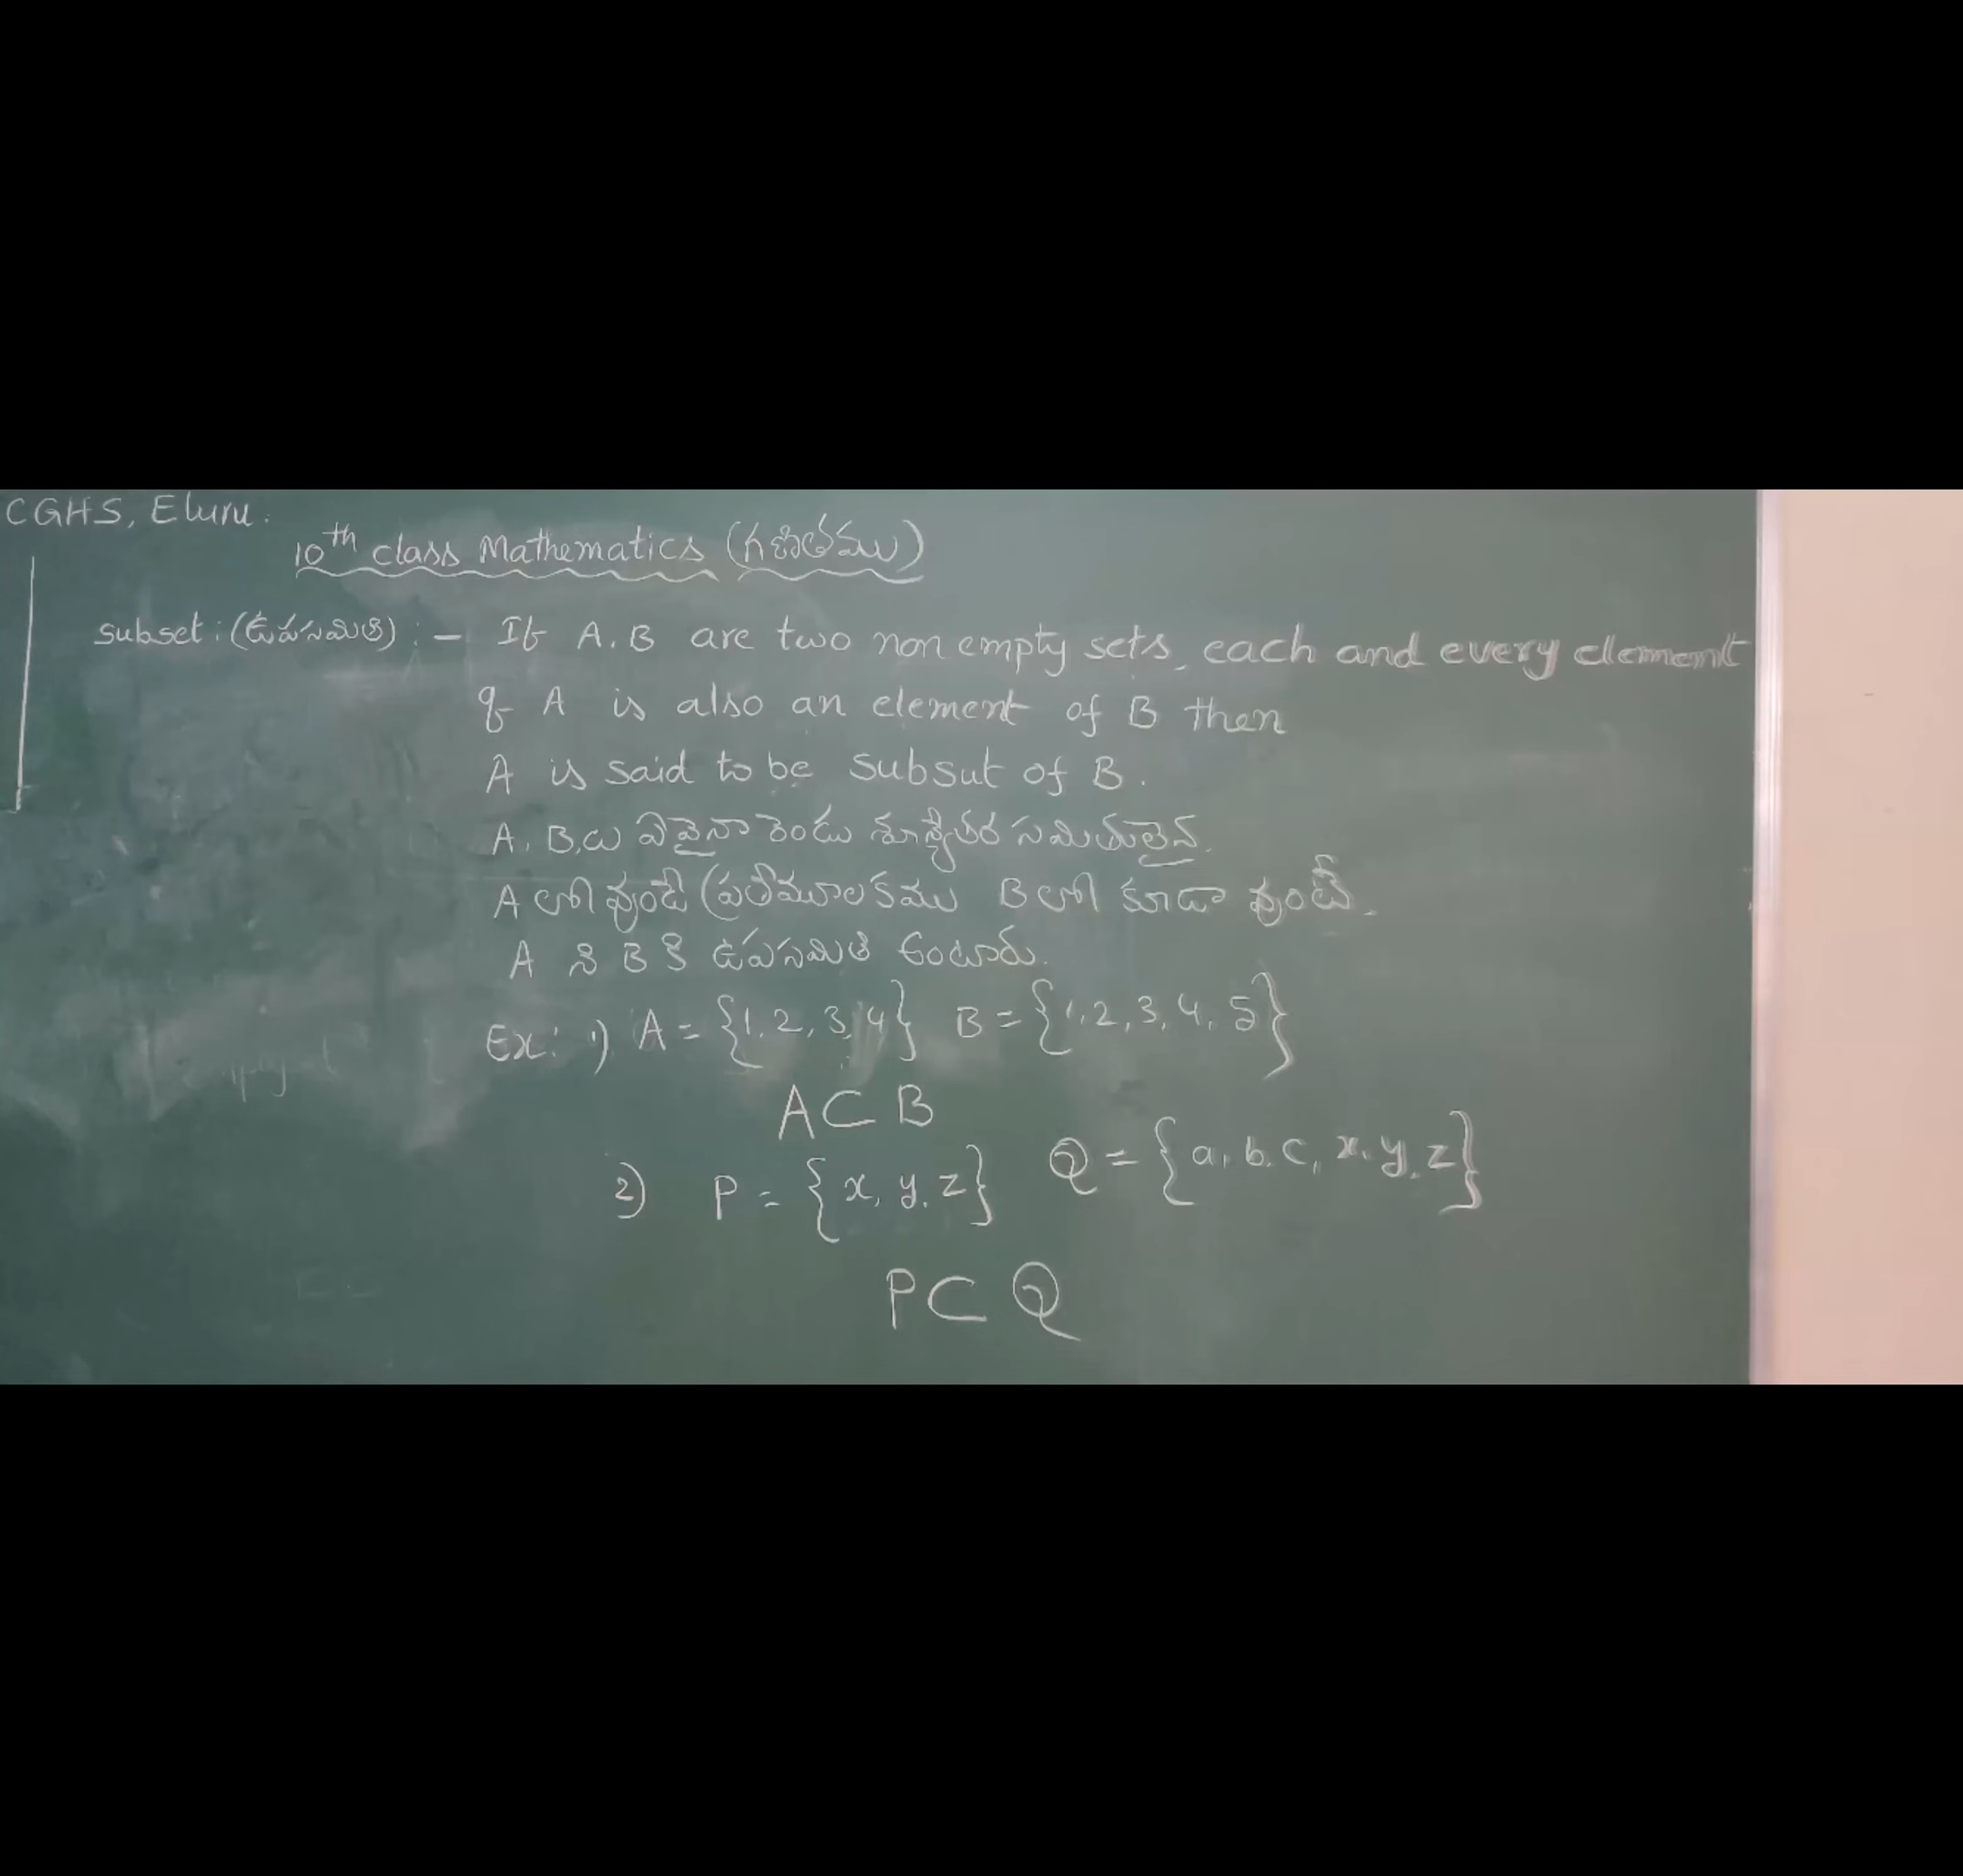 CGHS, Eluru.
10th class Mathematics (గణితము)
subset : (ఉపసమితి) : - If A, B are two non empty sets, each and every element
of A is also an element of B then
A is said to be subset of B.
A, B లు ఏవైనా రెండు శూన్యేతర సమితులైన.
A లో వుండే ప్రతిమూలకము B లో కూడా వుంటే.
A ని B కి ఉపసమితి అంటారు.
Ex: 1) A = {1, 2, 3, 4} B = {1, 2, 3, 4, 5}
A ⊂ B
2) P = {x, y, z} Q = {a, b, c, x, y, z}
P ⊂ Q